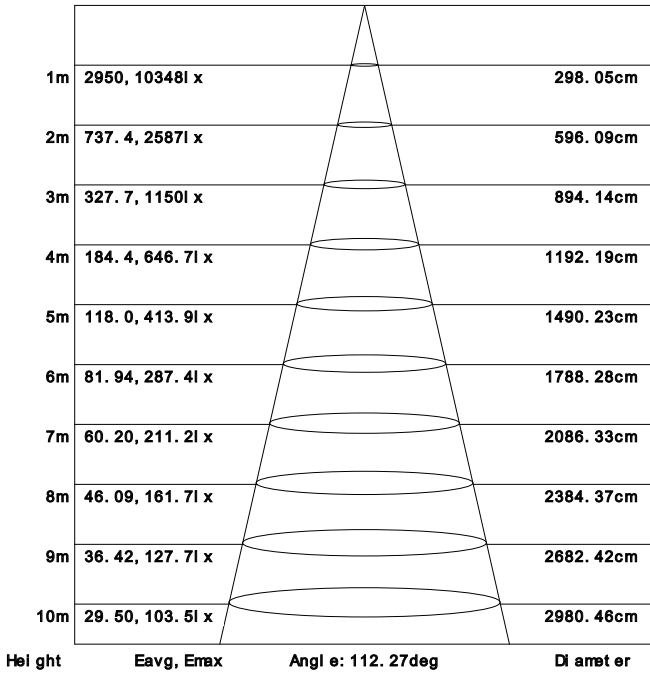 1m 2950, 10348lx 298.05cm
2m 737.4, 2587lx 596.09cm
3m 327.7, 1150lx 894.14cm
4m 184.4, 646.7lx 1192.19cm
5m 118.0, 413.9lx 1490.23cm
6m 81.94, 287.4lx 1788.28cm
7m 60.20, 211.2lx 2086.33cm
8m 46.09, 161.7lx 2384.37cm
9m 36.42, 127.7lx 2682.42cm
10m 29.50, 103.5lx 2980.46cm
Height Eavg, Emax Angle: 112.27deg Diameter